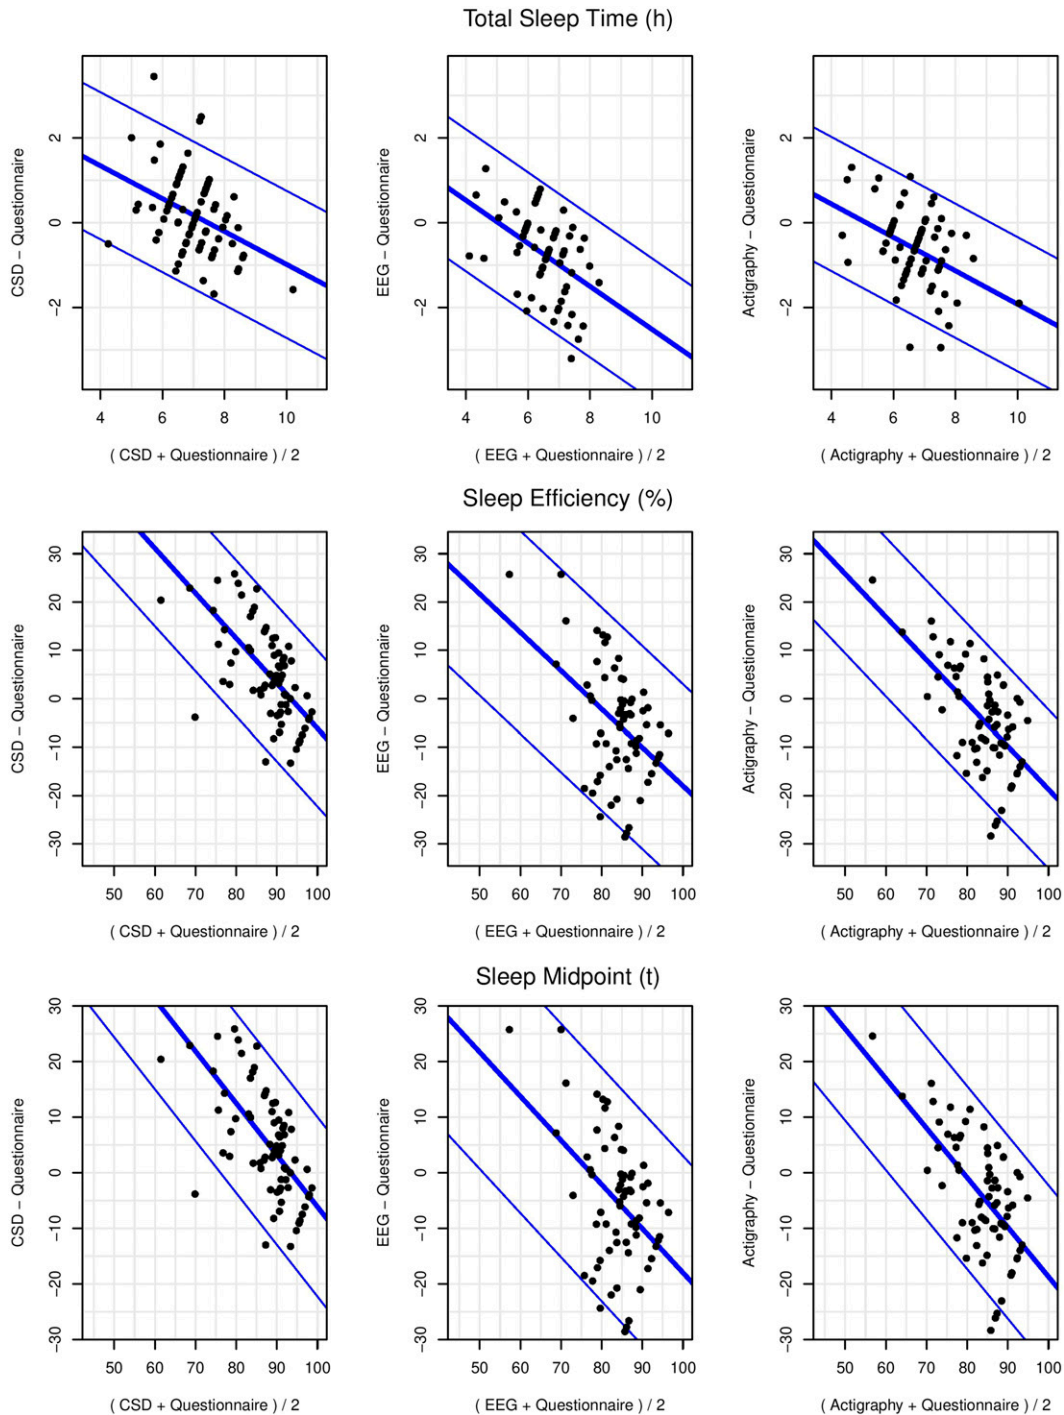 Total Sleep Time (h)
CSD − Questionnaire
2
0
−2
4 6 8 10
( CSD + Questionnaire ) / 2
EEG − Questionnaire
2
0
−2
4 6 8 10
( EEG + Questionnaire ) / 2
Actigraphy − Questionnaire
2
0
−2
4 6 8 10
( Actigraphy + Questionnaire ) / 2
Sleep Efficiency (%)
CSD − Questionnaire
30
20
10
0
−10
−20
−30
50 60 70 80 90 100
( CSD + Questionnaire ) / 2
EEG − Questionnaire
30
20
10
0
−10
−20
−30
50 60 70 80 90 100
( EEG + Questionnaire ) / 2
Actigraphy − Questionnaire
30
20
10
0
−10
−20
−30
50 60 70 80 90 100
( Actigraphy + Questionnaire ) / 2
Sleep Midpoint (t)
CSD − Questionnaire
30
20
10
0
−10
−20
−30
50 60 70 80 90 100
( CSD + Questionnaire ) / 2
EEG − Questionnaire
30
20
10
0
−10
−20
−30
50 60 70 80 90 100
( EEG + Questionnaire ) / 2
Actigraphy − Questionnaire
30
20
10
0
−10
−20
−30
50 60 70 80 90 100
( Actigraphy + Questionnaire ) / 2